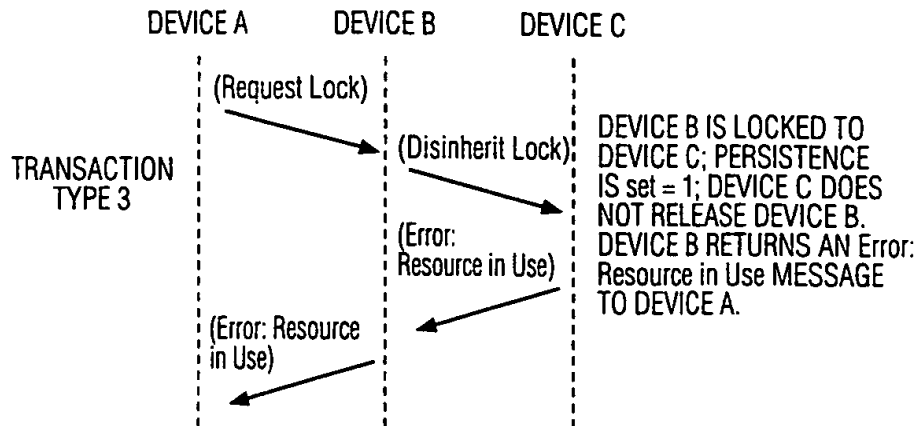 DEVICE A DEVICE B DEVICE C
(Request Lock)
TRANSACTION
TYPE 3
(Disinherit Lock)
DEVICE B IS LOCKED TO
DEVICE C; PERSISTENCE
IS set = 1; DEVICE C DOES
NOT RELEASE DEVICE B.
DEVICE B RETURNS AN Error:
Resource in Use MESSAGE
TO DEVICE A.
(Error:
Resource in Use)
(Error: Resource
in Use)